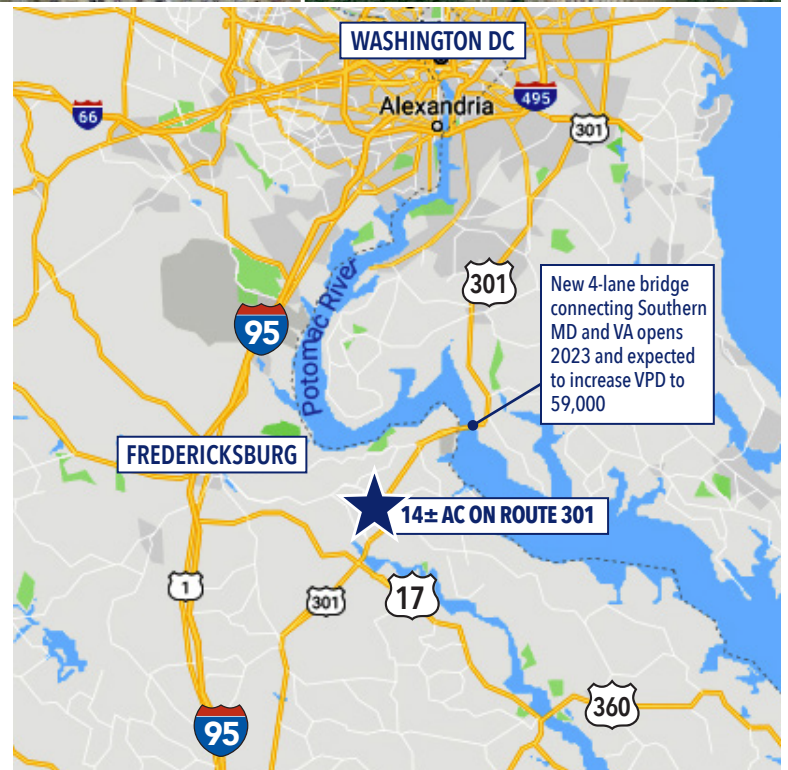 WASHINGTON DC
Alexandria
495
66
301
301
New 4-lane bridge
connecting Southern
MD and VA opens
2023 and expected
to increase VPD to
59,000
95
Potomac River
FREDERICKSBURG
14± AC ON ROUTE 301
1
301
17
360
95